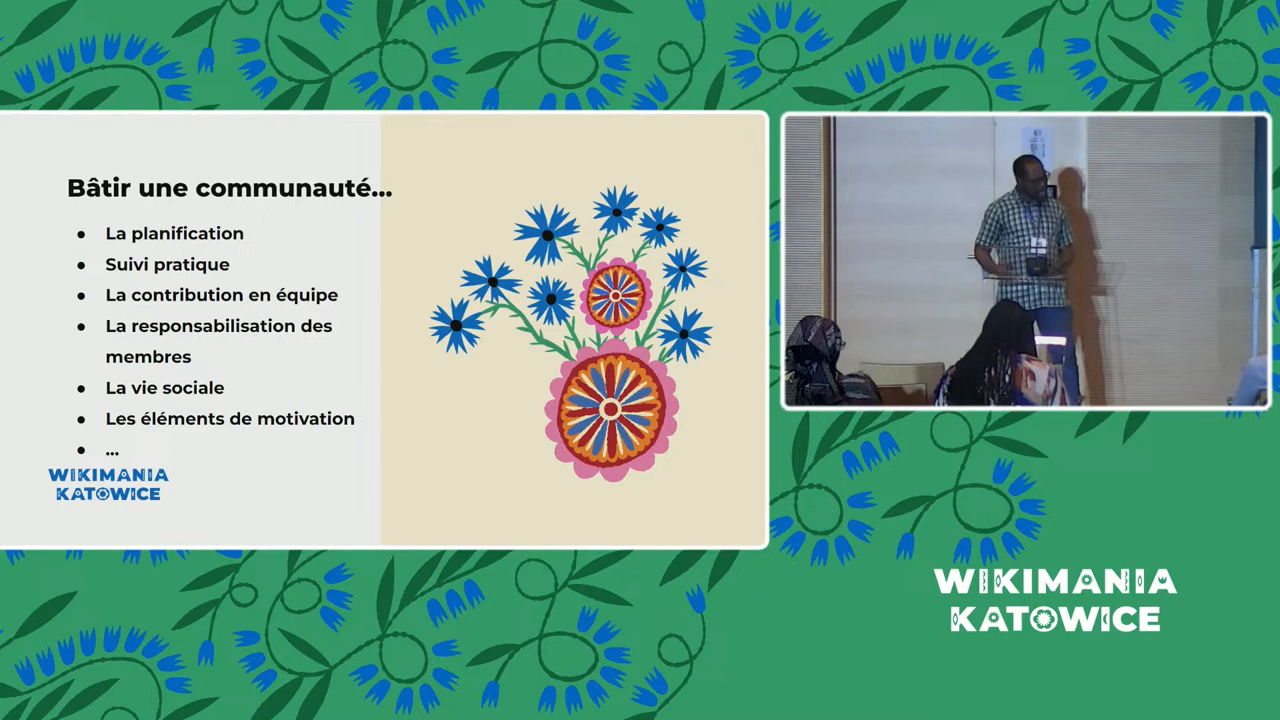 Bâtir une communauté...
● La planification
● Suivi pratique
● La contribution en équipe
● La responsabilisation des
membres
● La vie sociale
● Les éléments de motivation
● ...
WIKIMANIA
KATOWICE
WIKIMANIA
KATOWICE